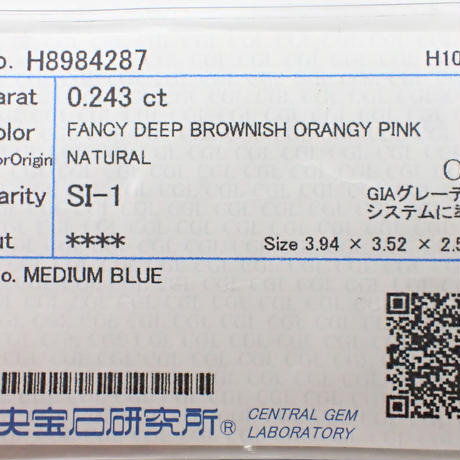 o. H8984287 H10
arat 0.243 ct
olor FANCY DEEP BROWNISH ORANGY PINK
orOrigin NATURAL
arity SI-1
GIAグレーデ
システムに
ut **** Size 3.94 × 3.52 × 2.5
o. MEDIUM BLUE
央宝石研究所® CENTRAL GEM
LABORATORY